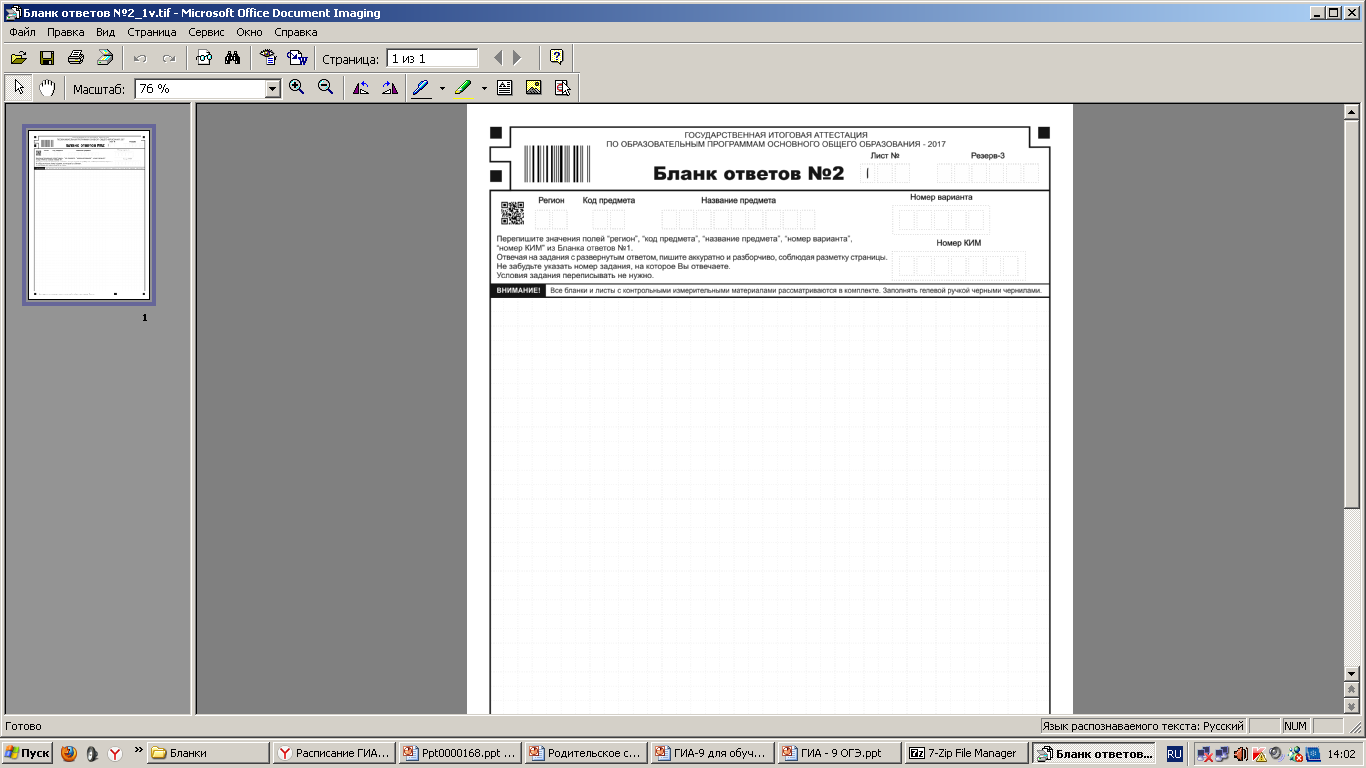 Бланк ответов №2_1v.tif - Microsoft Office Document Imaging
Файл Правка Вид Страница Сервис Окно Справка
Страница: 1 из 1
Масштаб: 76 %
ГОСУДАРСТВЕННАЯ ИТОГОВАЯ АТТЕСТАЦИЯ
ПО ОБРАЗОВАТЕЛЬНЫМ ПРОГРАММАМ ОСНОВНОГО ОБЩЕГО ОБРАЗОВАНИЯ - 2017
Лист № Резерв-3
Бланк ответов №2
Регион Код предмета Название предмета Номер варианта
Перепишите значения полей "регион", "код предмета", "название предмета", "номер варианта",
"номер КИМ" из Бланка ответов №1.
Номер КИМ
Отвечая на задания с развернутым ответом, пишите аккуратно и разборчиво, соблюдая разметку страницы.
Не забудьте указать номер задания, на которое Вы отвечаете.
Условия задания переписывать не нужно.
ВНИМАНИЕ! Все бланки и листы с контрольными измерительными материалами рассматриваются в комплекте. Заполнять гелевой ручкой черными чернилами.
1
Готово
Язык распознаваемого текста: Русский NUM
Пуск » Бланки Расписание ГИА... Ppt0000168.ppt ... Родительское с... ГИА-9 для обуч... ГИА - 9 ОГЭ.ppt 7-Zip File Manager Бланк ответов... RU 14:02